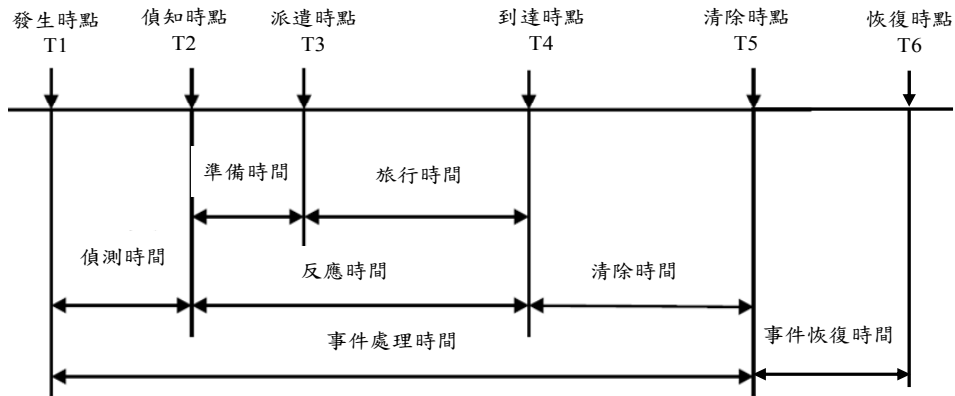 發生時點 偵知時點 派遣時點 到達時點 清除時點 恢復時點
T1 T2 T3 T4 T5 T6
準備時間 旅行時間
偵測時間 反應時間 清除時間
事件處理時間 事件恢復時間